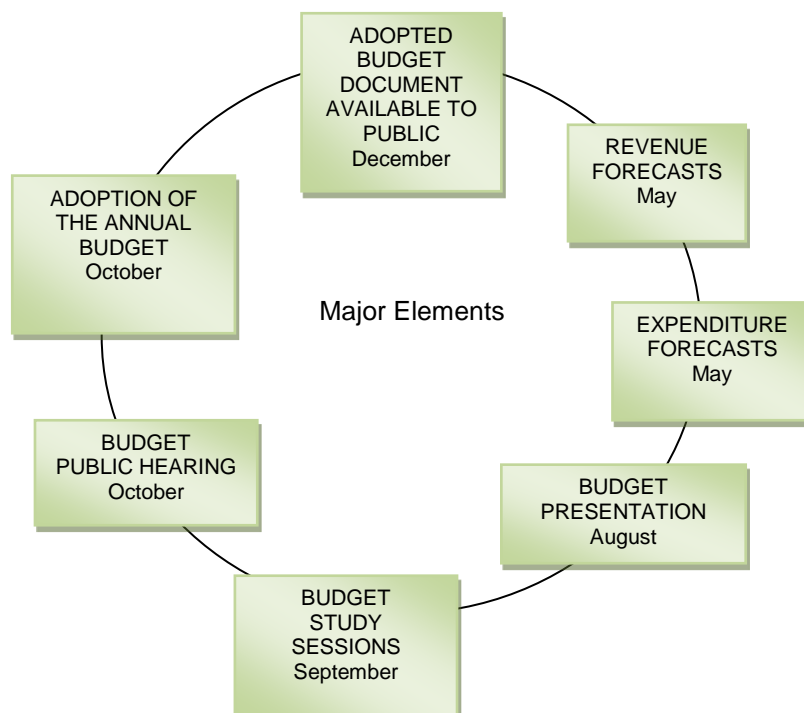 ADOPTED
BUDGET
DOCUMENT
AVAILABLE TO
PUBLIC
December
REVENUE
FORECASTS
May
EXPENDITURE
FORECASTS
May
BUDGET
PRESENTATION
August
BUDGET
STUDY
SESSIONS
September
BUDGET
PUBLIC HEARING
October
ADOPTION OF
THE ANNUAL
BUDGET
October
Major Elements